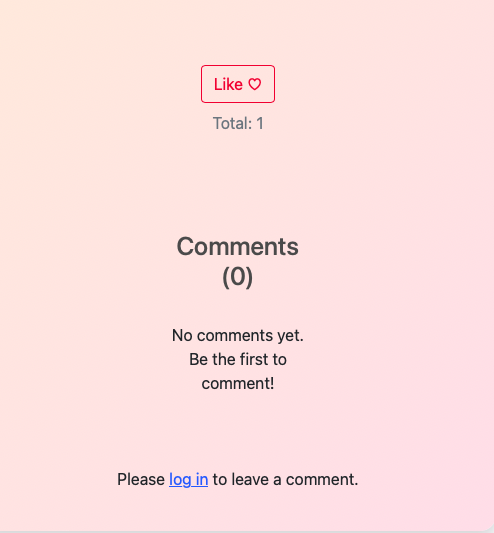 Like ♡
Total: 1
Comments
(0)
No comments yet.
Be the first to
comment!
Please log in to leave a comment.